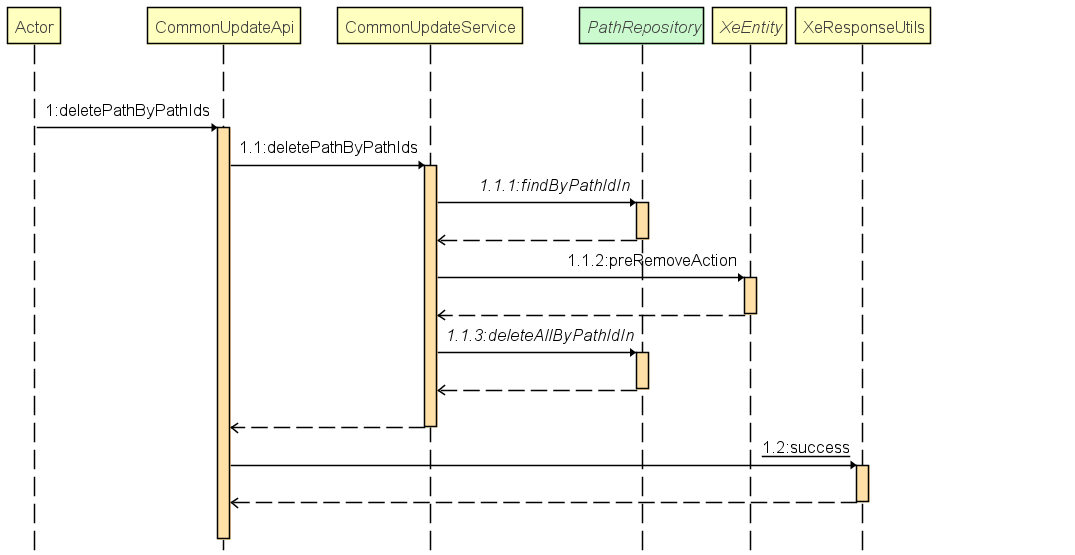 Actor
CommonUpdateApi
CommonUpdateService
PathRepository
XeEntity
XeResponseUtils
1:deletePathByPathIds
1.1:deletePathByPathIds
1.1.1:findByPathIdIn
1.1.2:preRemoveAction
1.1.3:deleteAllByPathIdIn
1.2:success